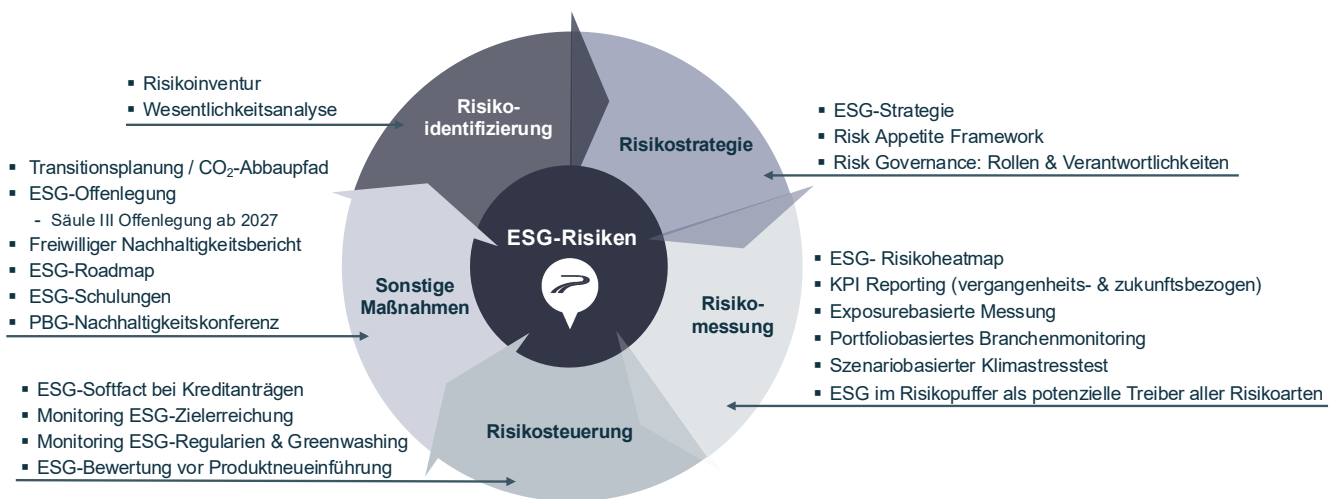 Risiko-
identifizierung
▪ Risikoinventur
▪ Wesentlichkeitsanalyse
Risikostrategie
▪ ESG-Strategie
▪ Risk Appetite Framework
▪ Risk Governance: Rollen & Verantwortlichkeiten
ESG-Risiken
Risiko-
messung
▪ ESG- Risikoheatmap
▪ KPI Reporting (vergangenheits- & zukunftsbezogen)
▪ Exposurebasierte Messung
▪ Portfoliobasiertes Branchenmonitoring
▪ Szenariobasierter Klimastresstest
▪ ESG im Risikopuffer als potenzielle Treiber aller Risikoarten
Risikosteuerung
▪ ESG-Softfact bei Kreditanträgen
▪ Monitoring ESG-Zielerreichung
▪ Monitoring ESG-Regularien & Greenwashing
▪ ESG-Bewertung vor Produktneueinführung
Sonstige
Maßnahmen
▪ Transitionsplanung / CO₂-Abbaupfad
▪ ESG-Offenlegung
- Säule III Offenlegung ab 2027
▪ Freiwilliger Nachhaltigkeitsbericht
▪ ESG-Roadmap
▪ ESG-Schulungen
▪ PBG-Nachhaltigkeitskonferenz